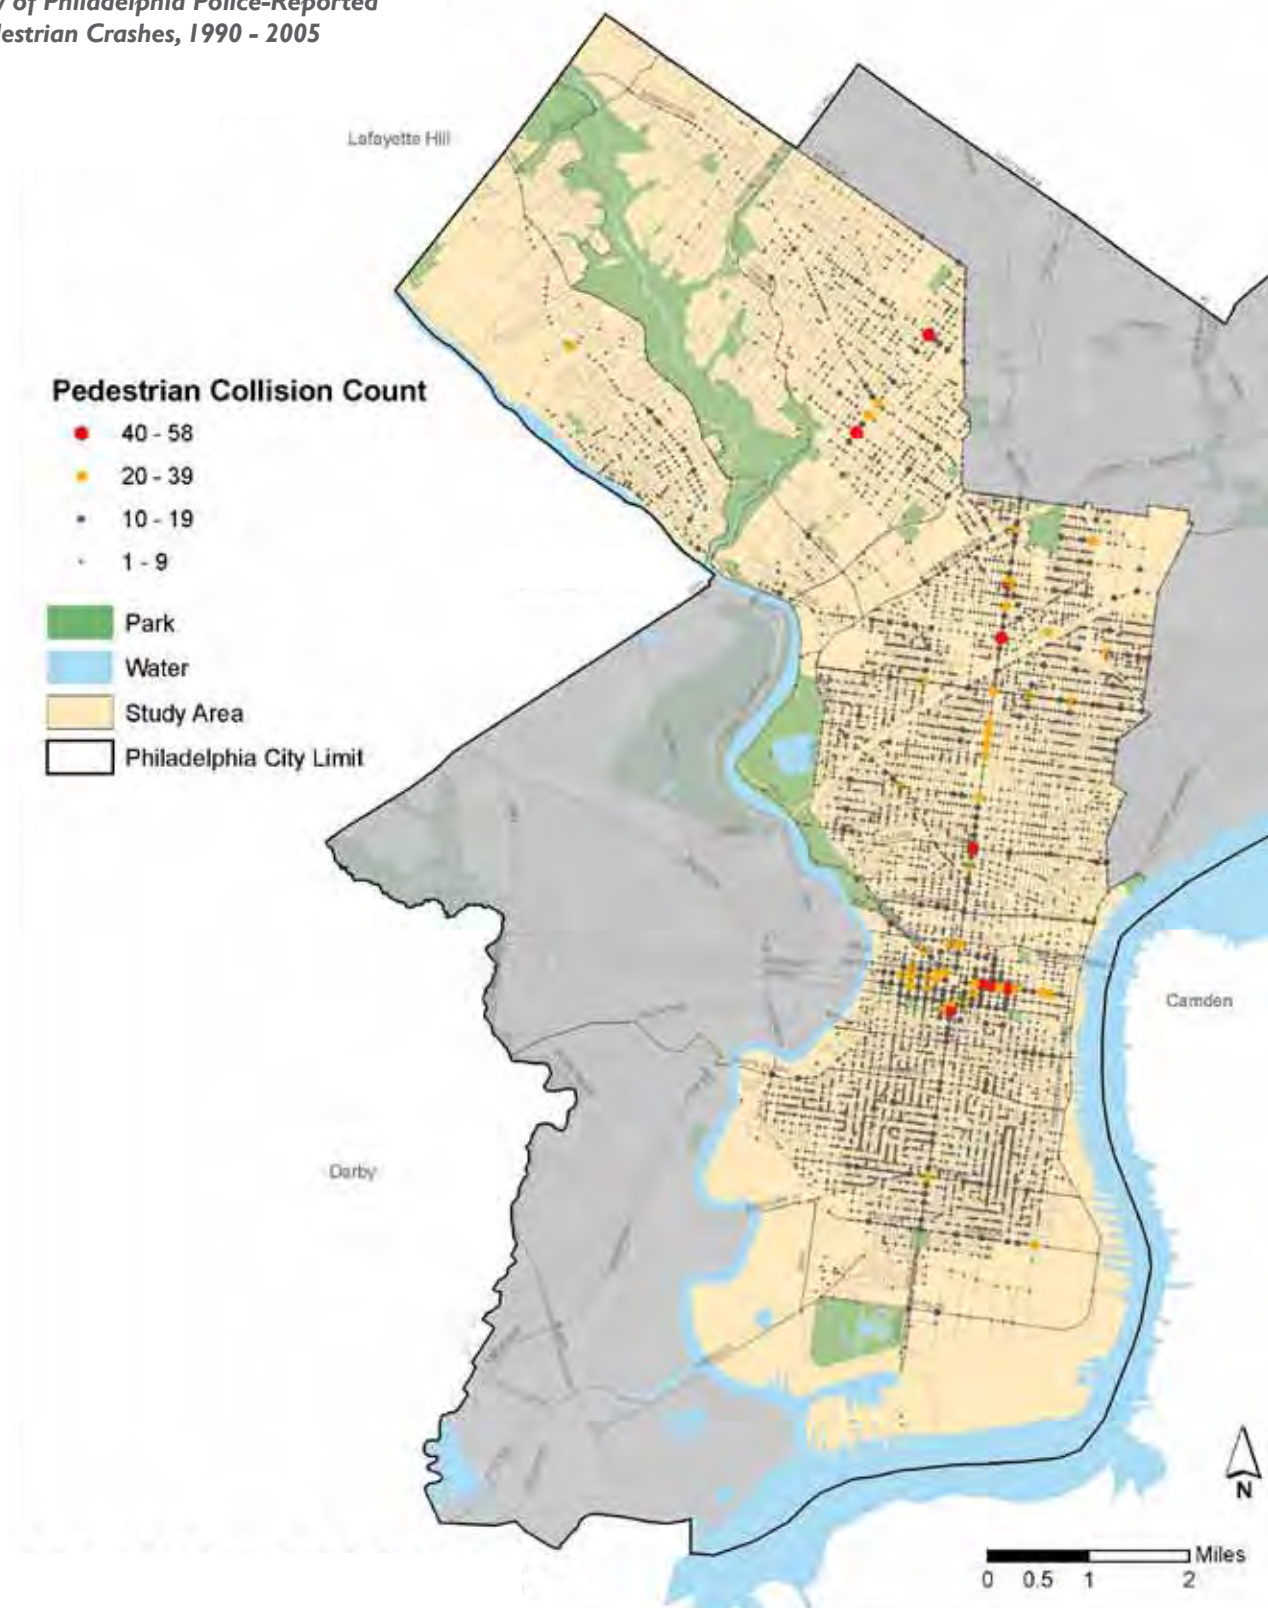 of Philadelphia Police-Reported
Crashes, 1990 - 2005
Lafayette Hill
Pedestrian Collision Count
40 - 58
20 - 39
10 - 19
1 - 9
Park
Water
Study Area
Philadelphia City Limit
Camden
Darby
N
Miles
0 0.5 1 2